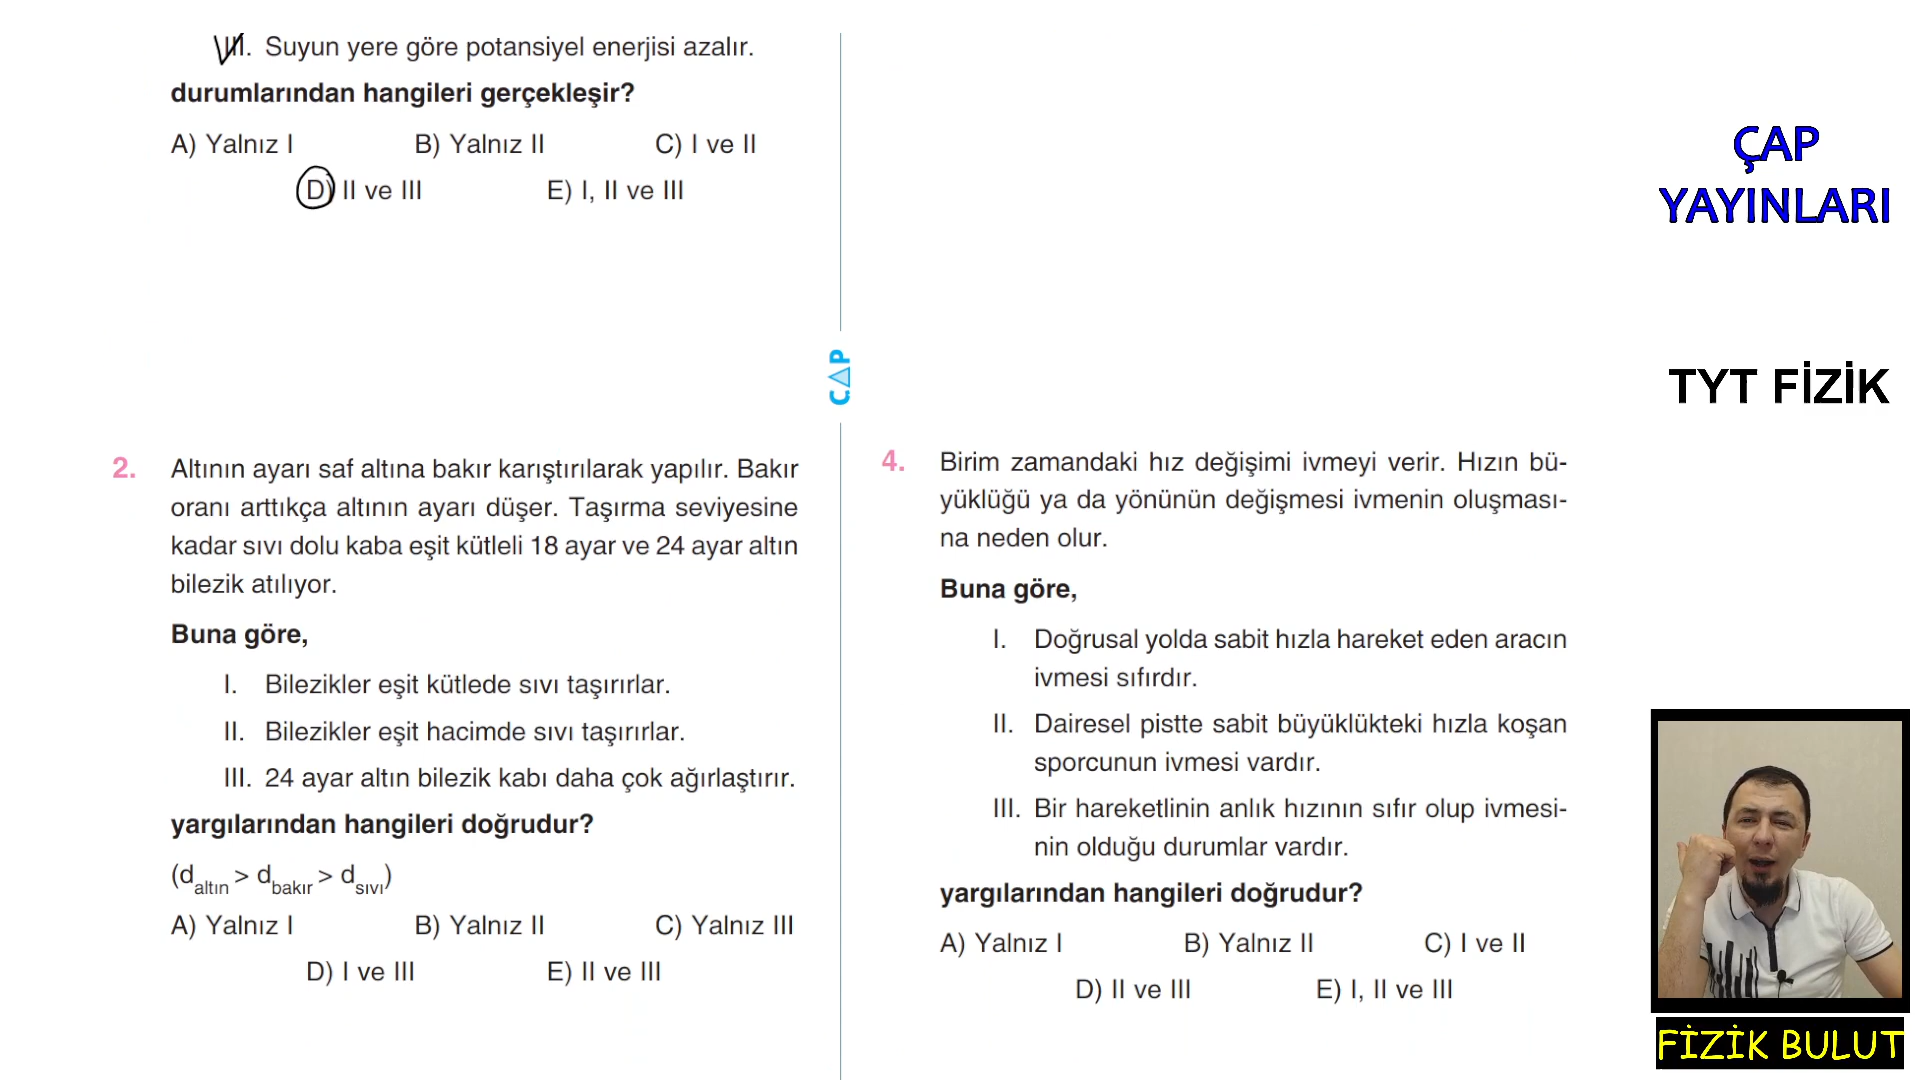 III. Suyun yere göre potansiyel enerjisi azalır.
durumlarından hangileri gerçekleşir?
A) Yalnız I B) Yalnız II C) I ve II
D) II ve III E) I, II ve III
2. Altının ayarı saf altına bakır karıştırılarak yapılır. Bakır
oranı arttıkça altının ayarı düşer. Taşırma seviyesine
kadar sıvı dolu kaba eşit kütleli 18 ayar ve 24 ayar altın
bilezik atılıyor.
Buna göre,
I. Bilezikler eşit kütlede sıvı taşırırlar.
II. Bilezikler eşit hacimde sıvı taşırırlar.
III. 24 ayar altın bilezik kabı daha çok ağırlaştırır.
yargılarından hangileri doğrudur?
(daltın > dbakır > dsıvı)
A) Yalnız I B) Yalnız II C) Yalnız III
D) I ve III E) II ve III
ÇAP
4. Birim zamandaki hız değişimi ivmeyi verir. Hızın bü-
yüklüğü ya da yönünün değişmesi ivmenin oluşması-
na neden olur.
Buna göre,
I. Doğrusal yolda sabit hızla hareket eden aracın
ivmesi sıfırdır.
II. Dairesel pistte sabit büyüklükteki hızla koşan
sporcunun ivmesi vardır.
III. Bir hareketlinin anlık hızının sıfır olup ivmesi-
nin olduğu durumlar vardır.
yargılarından hangileri doğrudur?
A) Yalnız I B) Yalnız II C) I ve II
D) II ve III E) I, II ve III
ÇAP
YAYINLARI
TYT FİZİK
FİZİK BULUT